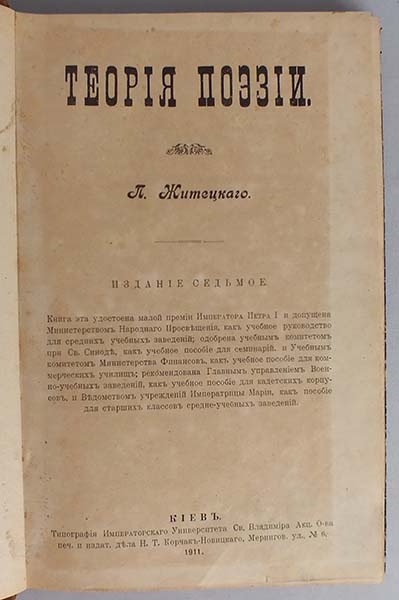 ТЕОРІЯ ПОЭЗІИ.
П. Житецкаго.
ИЗДАНІЕ СЕДЬМОЕ
Книга эта удостоена малой преміи Императора Петра I и допущена
Министерствомъ Народнаго Просвѣщенія, какъ учебное руководство
для среднихъ учебныхъ заведеній; одобрена учебнымъ комитетомъ
при Св. Синодѣ, какъ учебное пособіе для семинарій, и Учебнымъ
комитетомъ Министерства Финансовъ, какъ учебное пособіе для ком-
мерческихъ училищъ; рекомендована Главнымъ управленіемъ Воен-
но-учебныхъ заведеній, какъ учебное пособіе для кадетскихъ корпу-
совъ, и Вѣдомствомъ учрежденій Императрицы Маріи, какъ пособіе
для старшихъ классовъ средне-учебныхъ заведеній.
КІЕВЪ.
Типографія Императорскаго Университета Св. Владиміра Акц. О-ва
печ. и издат. дѣла Н. Т. Корчакъ-Новицкаго, Меринговъ. ул., № 6.
1911.